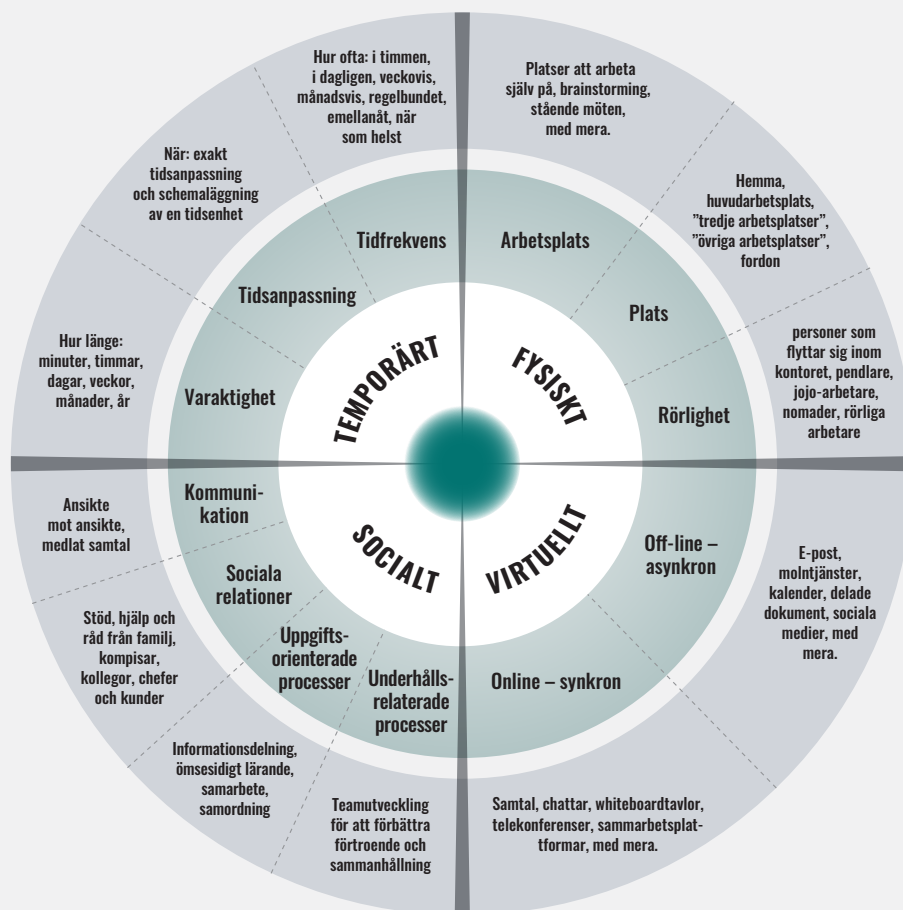 Hur ofta: i timmen,
i dagligen, veckovis,
månadsvis, regelbundet,
emellanåt, när
som helst
Platser att arbeta
själv på, brainstorming,
stående möten,
med mera.
När: exakt
tidsanpassning
och schemaläggning
av en tidsenhet
Hemma,
huvudarbetsplats,
”tredje arbetsplatser”,
”övriga arbetsplatser”,
fordon
Hur länge:
minuter, timmar,
dagar, veckor,
månader, år
personer som
flyttar sig inom
kontoret, pendlare,
jojo-arbetare,
nomader, rörliga
arbetare
Tidfrekvens
Arbetsplats
Tidsanpassning
Plats
Varaktighet
Rörlighet
TEMPORÄRT
FYSISKT
SOCIALT
VIRTUELLT
Kommuni-
kation
Sociala
relationer
Uppgifts-
orienterade
processer
Underhålls-
relaterade
processer
Off-line –
asynkron
Online – synkron
Ansikte
mot ansikte,
medlat samtal
Stöd, hjälp och
råd från familj,
kompisar,
kollegor, chefer
och kunder
Informationsdelning,
ömsesidigt lärande,
samarbete,
samordning
Teamutveckling
för att förbättra
förtroende och
sammanhållning
E-post,
molntjänster,
kalender, delade
dokument, sociala
medier, med
mera.
Samtal, chattar, whiteboardtavlor,
telekonferenser, sammarbetsplat-
tformar, med mera.